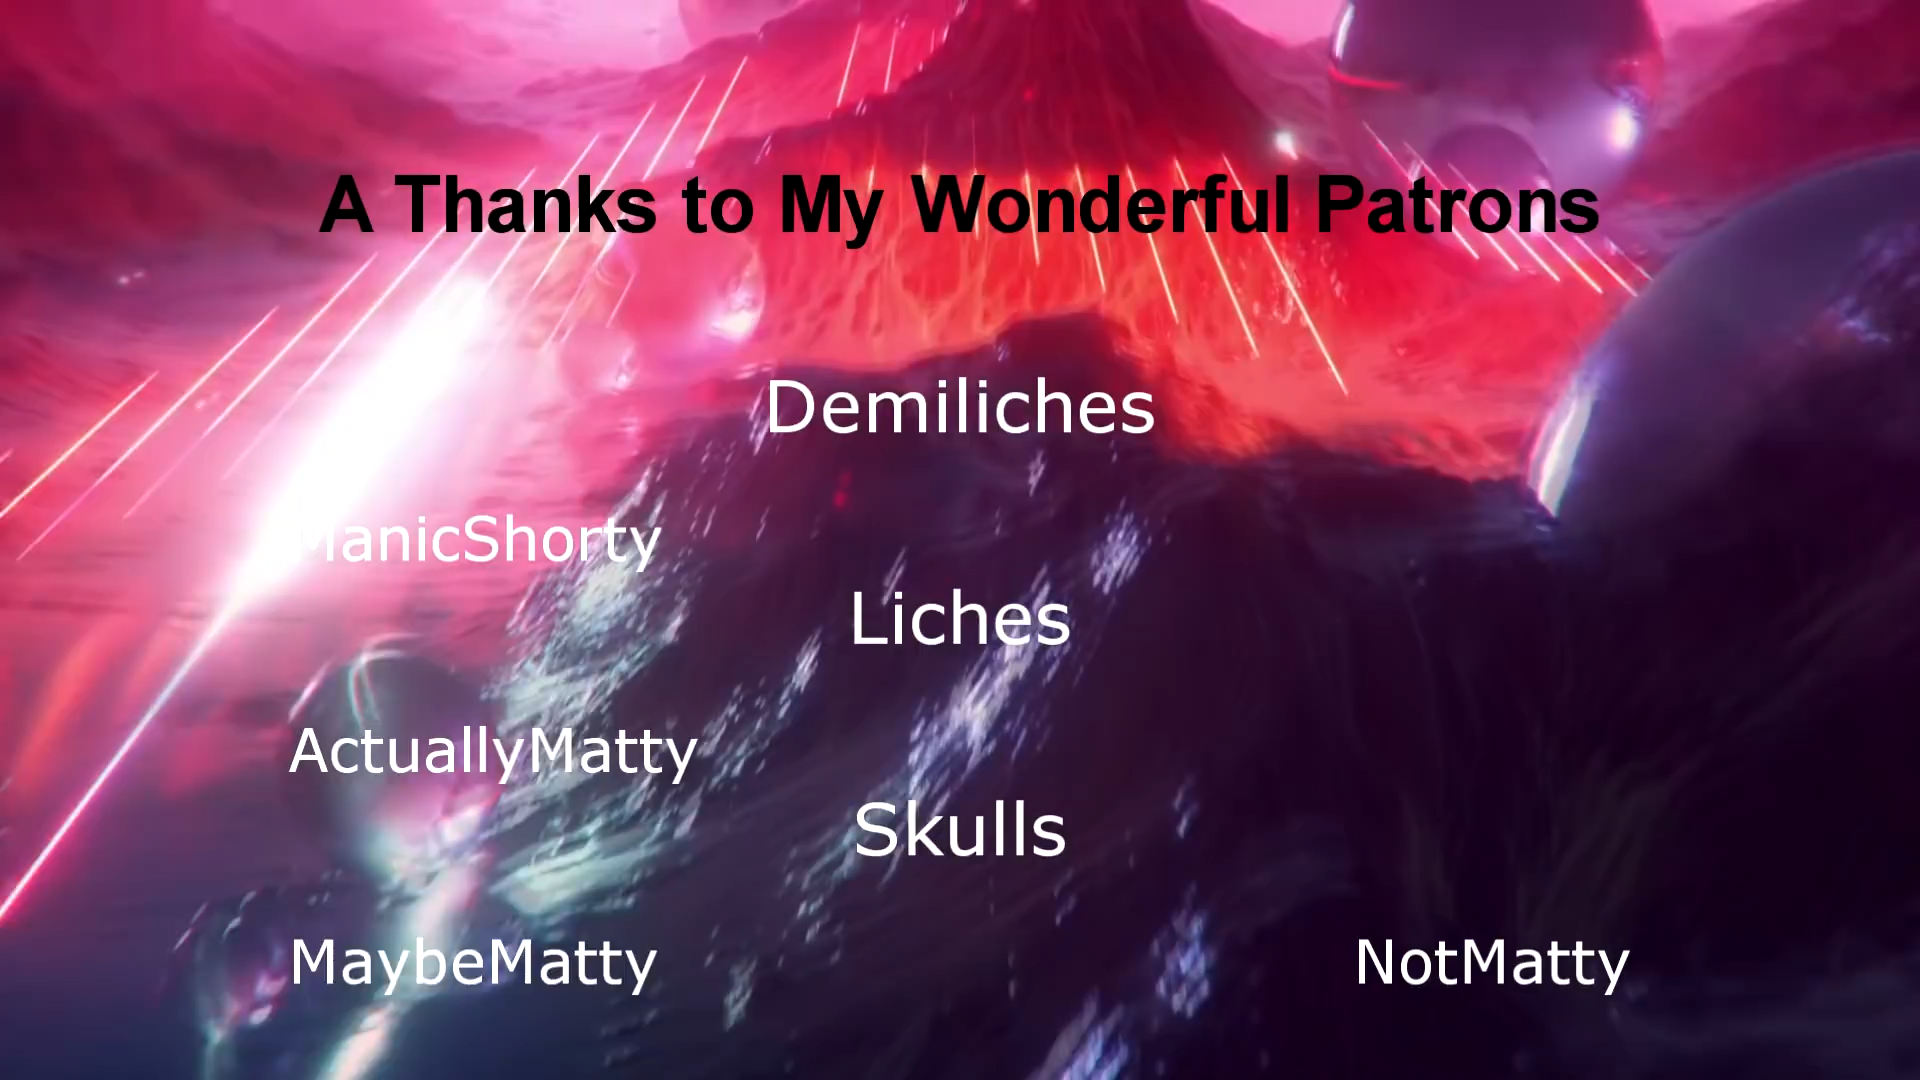 A Thanks to My Wonderful Patrons
Demiliches
ManicShorty
Liches
ActuallyMatty
Skulls
MaybeMatty NotMatty